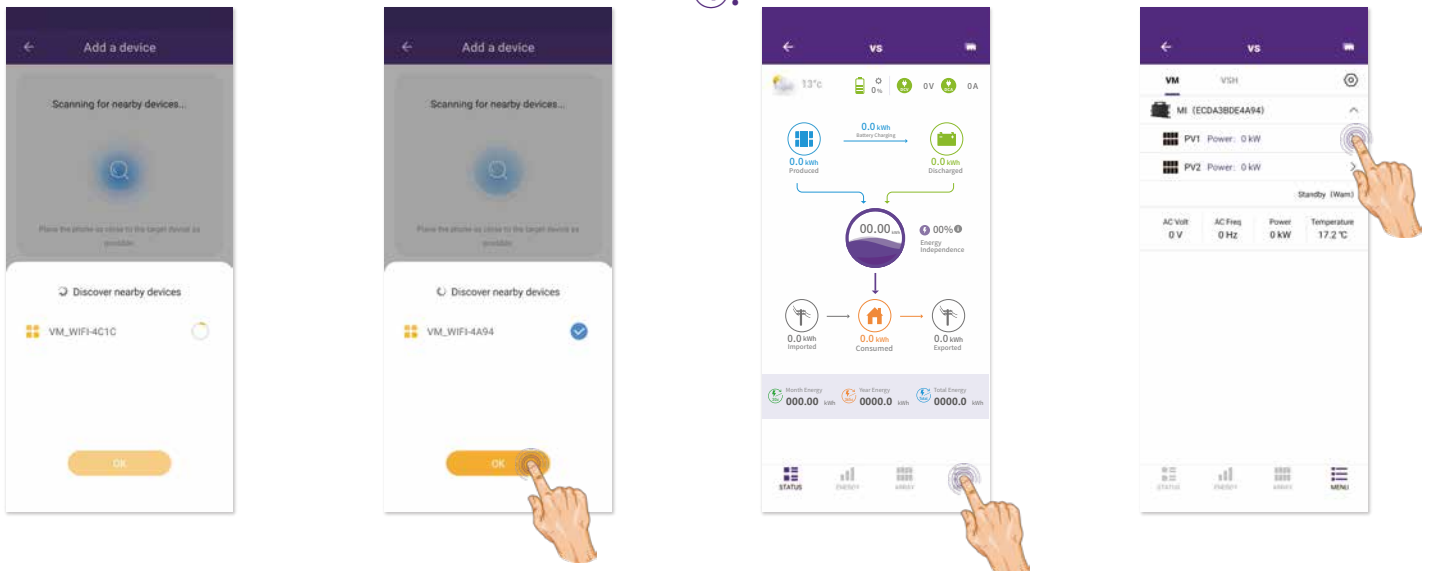 Add a device
Scanning for nearby devices...
Place the phone as close to the target device as
possible
Discover nearby devices
VM_WIFI-4C1C
OK
Add a device
Scanning for nearby devices...
Place the phone as close to the target device as
possible
Discover nearby devices
VM_WIFI-4A94
OK
vs
13°c
0%
0V
0A
0.0 kWh
Battery Charging
0.0 kWh
Produced
0.0 kWh
Discharged
00.00 kWh
00%
Energy
Independence
0.0 kWh
Imported
0.0 kWh
Consumed
0.0 kWh
Exported
Month Energy
000.00 kWh
Year Energy
0000.0 kWh
Total Energy
0000.0 kWh
STATUS
ENERGY
ARRAY
vs
VM
VSH
MI (ECDA3BDE4A94)
PV1 Power: 0 kW
PV2 Power: 0 kW
Standby (Warn)
AC Volt
AC Freq
Power
Temperature
0 V
0 Hz
0 kW
17.2 °C
STATUS
ENERGY
ARRAY
MENU